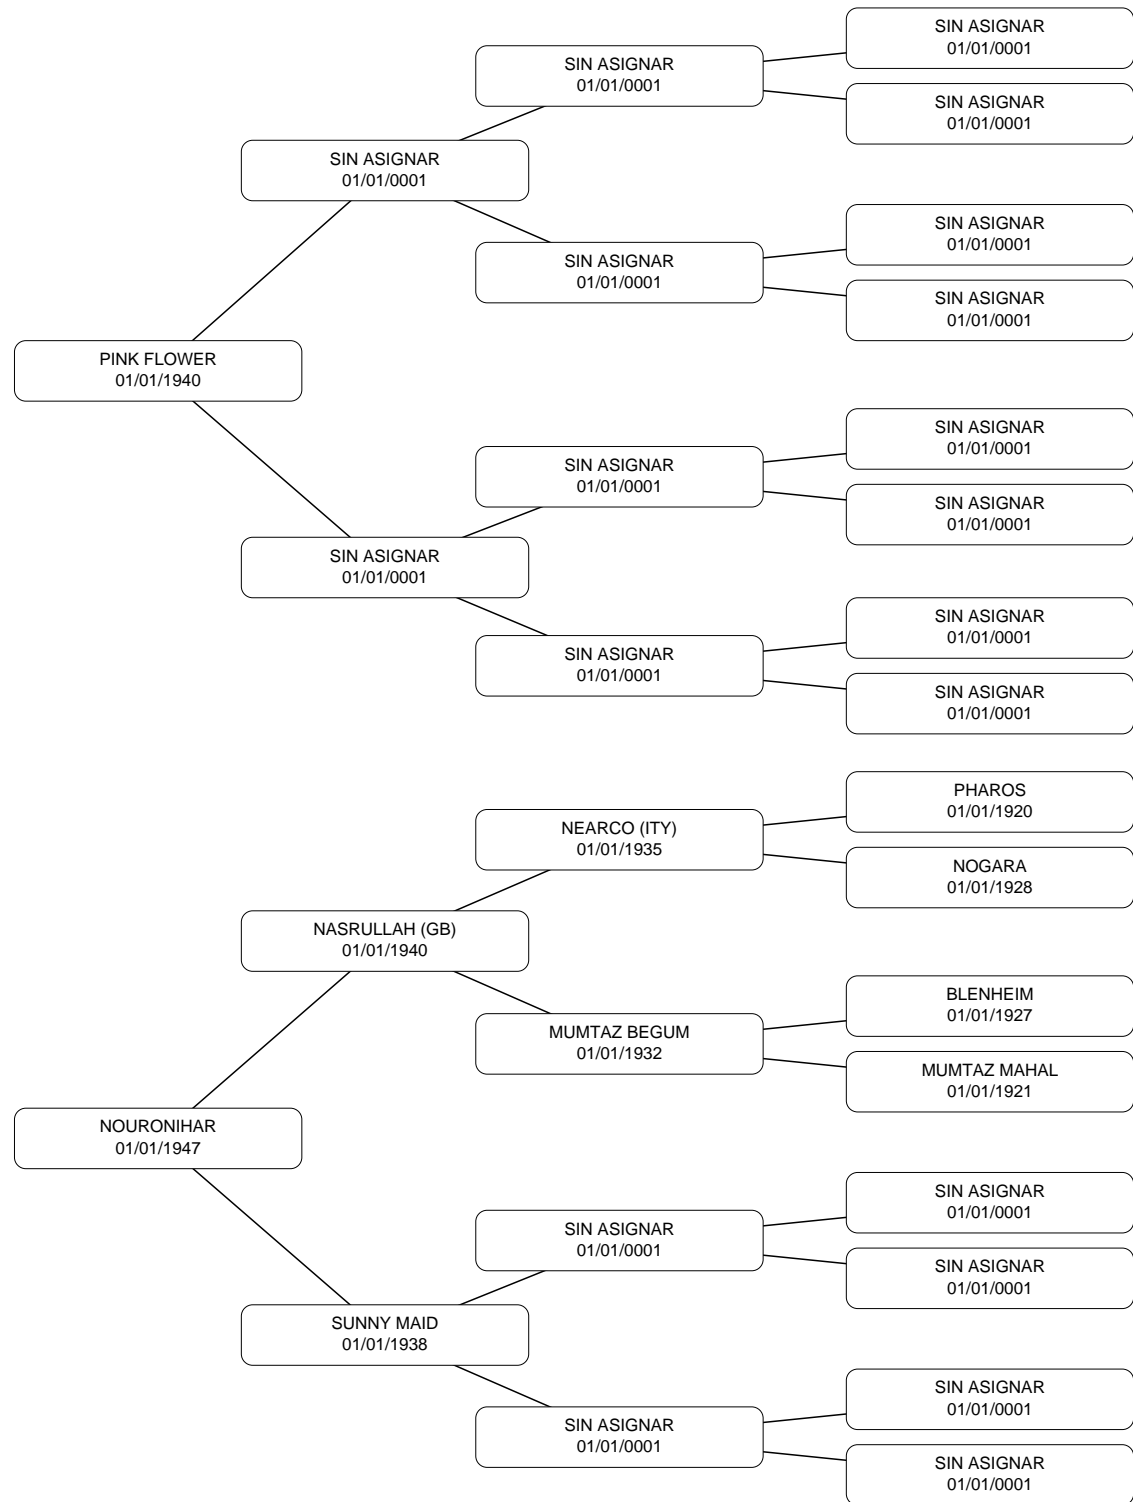 SIN ASIGNAR
01/01/0001
SIN ASIGNAR
01/01/0001
SIN ASIGNAR
01/01/0001
SIN ASIGNAR
01/01/0001
SIN ASIGNAR
01/01/0001
SIN ASIGNAR
01/01/0001
SIN ASIGNAR
01/01/0001
PINK FLOWER
01/01/1940
SIN ASIGNAR
01/01/0001
SIN ASIGNAR
01/01/0001
SIN ASIGNAR
01/01/0001
SIN ASIGNAR
01/01/0001
SIN ASIGNAR
01/01/0001
SIN ASIGNAR
01/01/0001
SIN ASIGNAR
01/01/0001
PHAROS
01/01/1920
NEARCO (ITY)
01/01/1935
NOGARA
01/01/1928
NASRULLAH (GB)
01/01/1940
BLENHEIM
01/01/1927
MUMTAZ BEGUM
01/01/1932
MUMTAZ MAHAL
01/01/1921
NOURONIHAR
01/01/1947
SIN ASIGNAR
01/01/0001
SIN ASIGNAR
01/01/0001
SIN ASIGNAR
01/01/0001
SUNNY MAID
01/01/1938
SIN ASIGNAR
01/01/0001
SIN ASIGNAR
01/01/0001
SIN ASIGNAR
01/01/0001